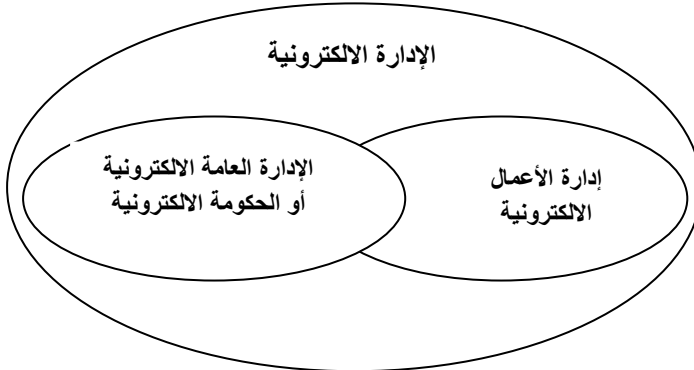 الإدارة الالكترونية
إدارة الأعمال
الالكترونية
الإدارة العامة الالكترونية
أو الحكومة الالكترونية